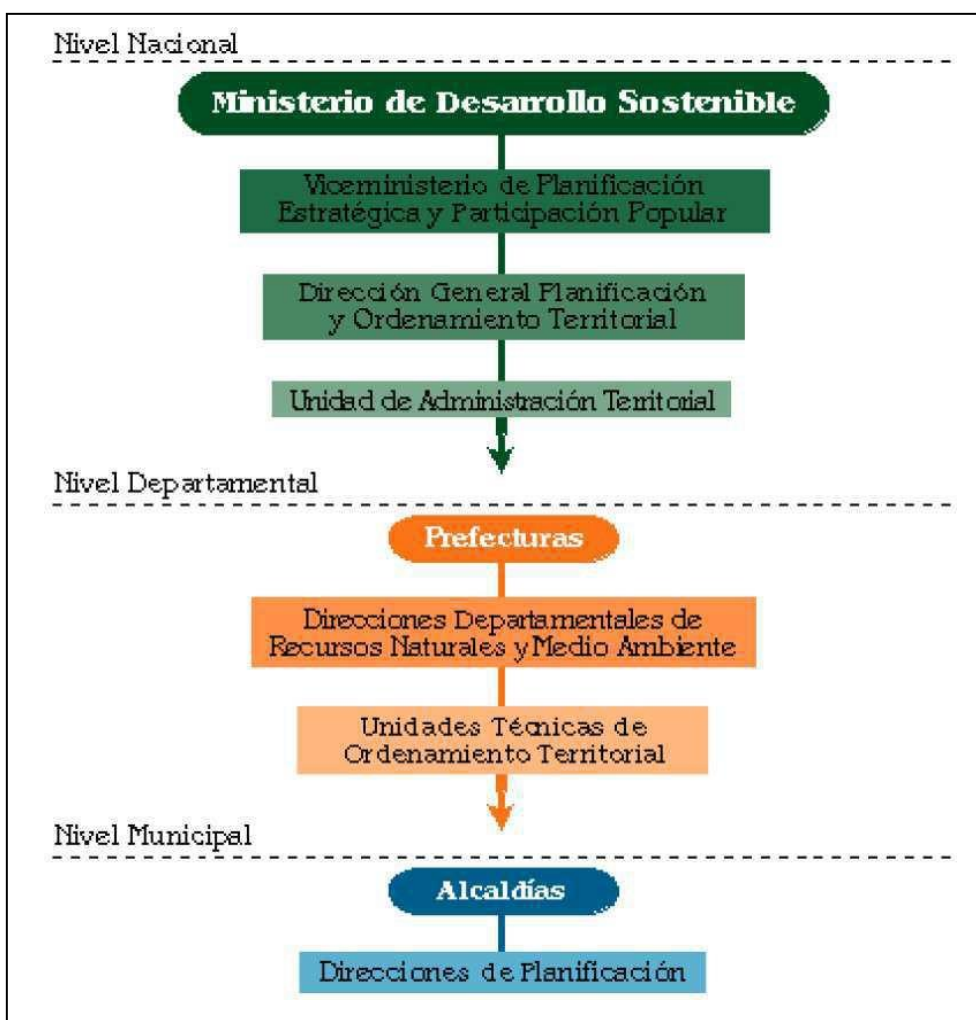 Nivel Nacional
Ministerio de Desarrollo Sostenible
Viceministerio de Planificación
Estratégica y Participación Popular
Dirección General Planificación
y Ordenamiento Territorial
Unidad de Administración Territorial
Nivel Departamental
Prefecturas
Direcciones Departamentales de
Recursos Naturales y Medio Ambiente
Unidades Técnicas de
Ordenamiento Territorial
Nivel Municipal
Alcaldías
Direcciones de Planificación